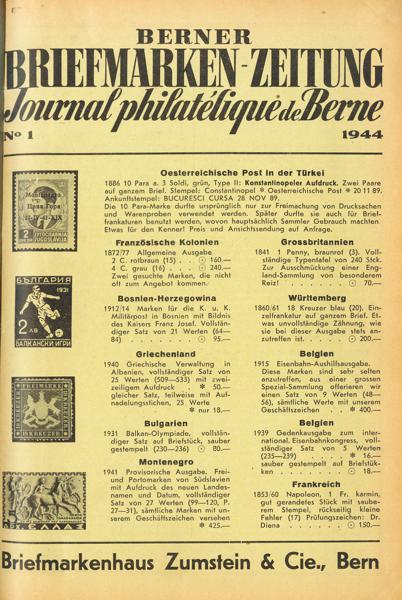 BERNER
BRIEFMARKEN-ZEITUNG
Journal philatélique de Berne
No 1
1944
Oesterreichische Post in der Türkei
1886 10 Para a. 3 Soldi, grün, Type II: Konstantinopeler Aufdruck. Zwei Paare
auf ganzem Brief. Stempel: Constantinopel * Oesterreichische Post * 20 11 89.
Ankunftstempel: BUCURESCI CURSA 28 NOV 89.
Die 10 Para-Marke durfte ursprünglich nur zur Freimachung von Drucksachen
und Warenproben verwendet werden. Später durfte sie auch für Brief-
frankaturen benutzt werden, wovon hauptsächlich Sammler Gebrauch machten.
Etwas für den Kenner! Preis und Ansichtssendung auf Anfrage.
Französische Kolonien
1872/77 Allgemeine Ausgabe.
2 C. rotbraun (15) . . ⊙ 160.—
4 C. grau (16) . . . ⊙ 240.—
Zwei gesuchte Marken, die nicht
oft zum Angebot kommen.
Bosnien-Herzegowina
1912/14 Marken für die K. u. K.
Militärpost in Bosnien mit Bildnis
des Kaisers Franz Josef. Vollstän-
diger Satz von 21 Werten (64—
84) . . . . . . . ⊙ 95.—
Griechenland
1940 Griechische Verwaltung in
Albanien, vollständiger Satz von
25 Werten (509—533) mit zwei-
zeiligem Aufdruck . . * 50.—
gleicher Satz, teilweise mit Auf-
nadelungsstichen, 25 Werte
* nur 18.—
Bulgarien
1931 Balkan-Olympiade, vollstän-
diger Satz auf Briefstück, sauber
gestempelt (230—236) ⊙ 80.—
Montenegro
1941 Provisorische Ausgabe. Frei-
und Portomarken von Südslavien
mit Aufdruck des neuen Landes-
namen und Datum, vollständiger
Satz von 27 Werten (99—120, P.
27—31), sämtliche Marken mit un-
serem Geschäftszeichen versehen
* 425.—
Grossbritannien
1841 1 Penny, braunrot (3). Voll-
ständige Typentafel von 240 Stck.
Zur Ausschmückung einer Eng-
land-Sammlung von besonderem
Reiz! . . . . . . ⊙ 70.—
Württemberg
1860/61 18 Kreuzer blau (20). Ein-
zelfrankatur auf ganzem Brief. Et-
was unvollständige Zähnung, wie
sie bei dieser Ausgabe stets an-
zutreffen ist. . . . ⊙ 200.—
Belgien
1915 Eisenbahn-Aushilfsausgabe.
Diese Marken sind sehr selten
anzutreffen, aus einer grossen
Spezial-Sammlung offerieren wir
einen Satz von 9 Werten (48—
56), sämtliche Werte mit unserem
Geschäftszeichen . . * 400.—
Belgien
1939 Gedenkausgabe zum inter-
national. Eisenbahnkongress, voll-
ständiger Satz von 5 Werten
(235—239) . . . . * 16.—
sauber gestempelt auf Briefstük-
ken . . . . . . . ⊙ 18.—
Frankreich
1853/60 Napoleon, 1 Fr. karmin,
gut gerandetes Stück mit saube-
rem Stempel, rückseitig kleine
Fehler (17) Prüfungszeichen: Dr.
Diena . . . . . . ⊙ 150.—
Црна Гора
17-IV-41-XIX
JUGOSLAVIJA
БЪЛГАРИЯ
1931
2 ЛВ
БАЛКАНСКИ ИГРИ
ΕΛΛΑΣ
Briefmarkenhaus Zumstein & Cie., Bern